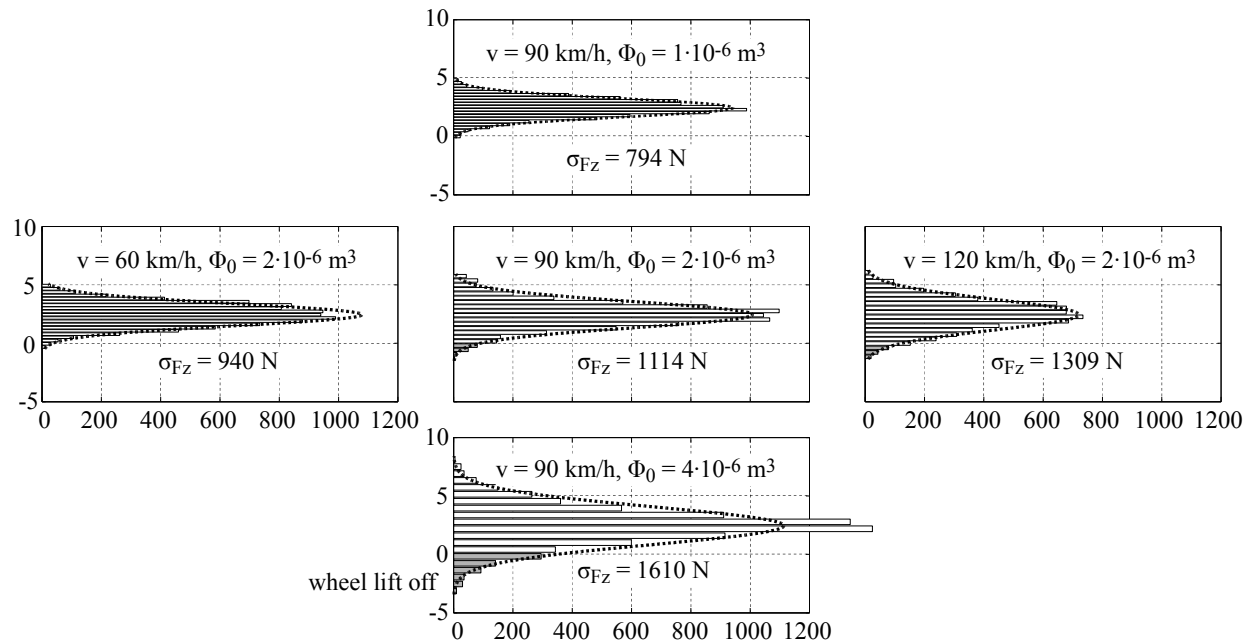 10
v = 90 km/h, Φ0 = 1·10-6 m3
5
0
σFz = 794 N
-5
10
v = 60 km/h, Φ0 = 2·10-6 m3
v = 90 km/h, Φ0 = 2·10-6 m3
v = 120 km/h, Φ0 = 2·10-6 m3
5
0
σFz = 940 N
σFz = 1114 N
σFz = 1309 N
-5
0 200 400 600 800 1000 1200
0 200 400 600 800 1000 1200
10
v = 90 km/h, Φ0 = 4·10-6 m3
5
0
σFz = 1610 N
wheel lift off
-5
0 200 400 600 800 1000 1200